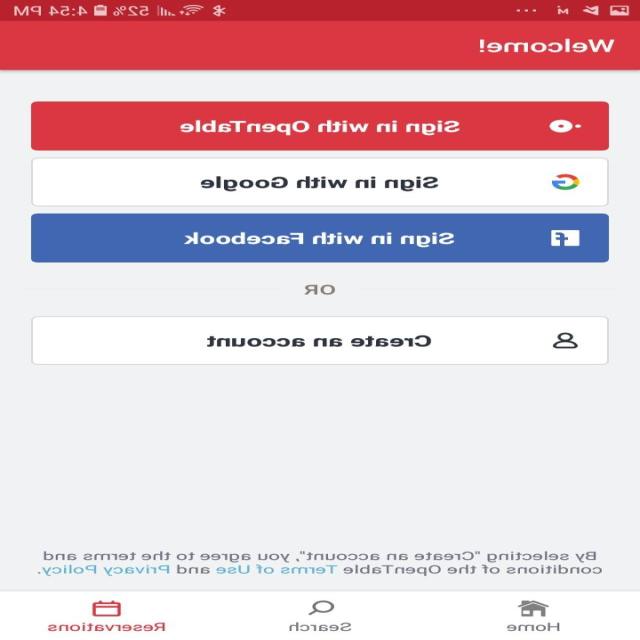 52% 4:54 PM
Welcome!
Sign in with OpenTable
Sign in with Google
Sign in with Facebook
OR
Create an account
By selecting "Create an account", you agree to the terms and
conditions of the OpenTable Terms of Use and Privacy Policy.
Home Search Reservations